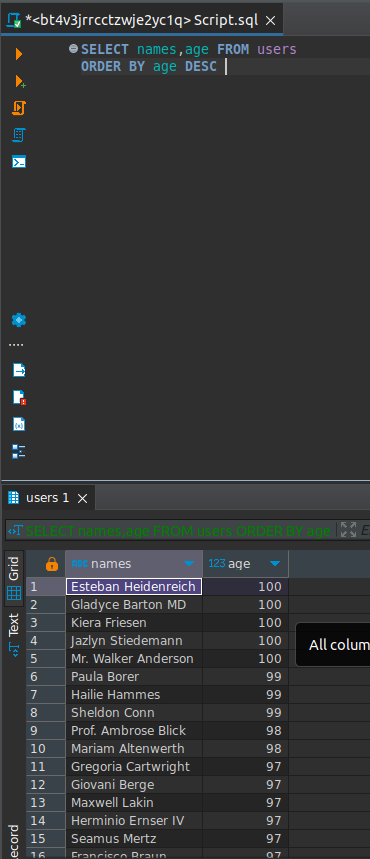 *<bt4v3jrrcctzwje2yc1q> Script.sql
SELECT names,age FROM users
ORDER BY age DESC
users 1
SELECT names,age FROM users ORDER BY age
Grid
Text
names
123 age
1 Esteban Heidenreich 100
2 Gladyce Barton MD 100
3 Kiera Friesen 100
4 Jazlyn Stiedemann 100
5 Mr. Walker Anderson 100
All colum
6 Paula Borer 99
7 Hailie Hammes 99
8 Sheldon Conn 99
9 Prof. Ambrose Blick 98
10 Mariam Altenwerth 98
11 Gregoria Cartwright 97
12 Giovani Berge 97
13 Maxwell Lakin 97
14 Herminio Ernser IV 97
15 Seamus Mertz 97
16 Francisco Braun 97
ecord